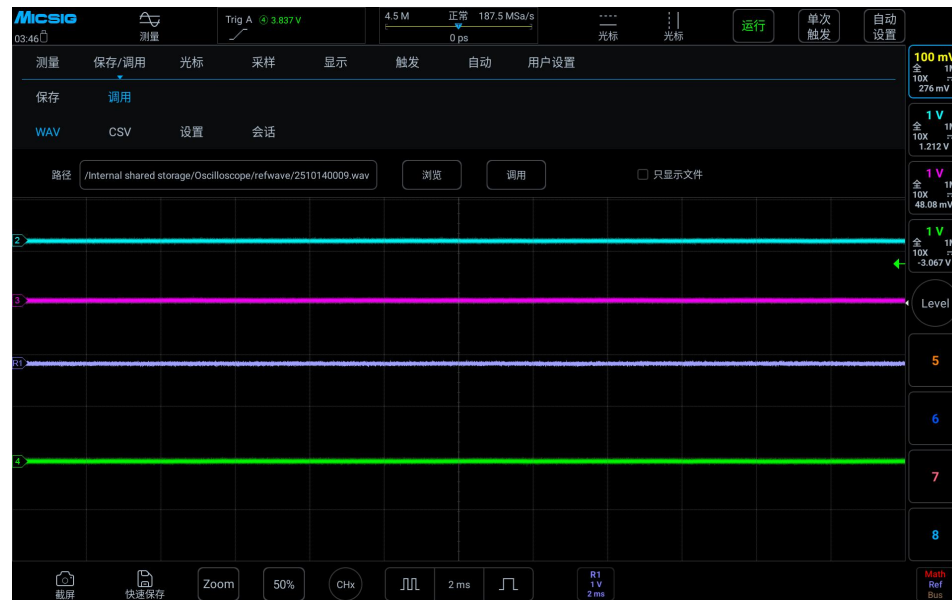 Micsig
03:46
测量
Trig A ④ 3.837 V
4.5 M 正常 187.5 MSa/s
0 ps
光标
光标
运行
单次
触发
自动
设置
测量 保存/调用 光标 采样 显示 触发 自动 用户设置
保存 调用
WAV CSV 设置 会话
路径 /Internal shared storage/Oscilloscope/refwave/2510140009.wav 浏览 调用 只显示文件
100 mV
全 1M
10X
276 mV
1 V
全 1M
10X
1.212 V
1 V
全 1M
10X
48.08 mV
1 V
全 1M
10X
-3.067 V
Level
5
6
7
8
2
3
R1
4
截屏
快速保存
Zoom
50%
CHx
2 ms
R1
1 V
2 ms
Math
Ref
Bus